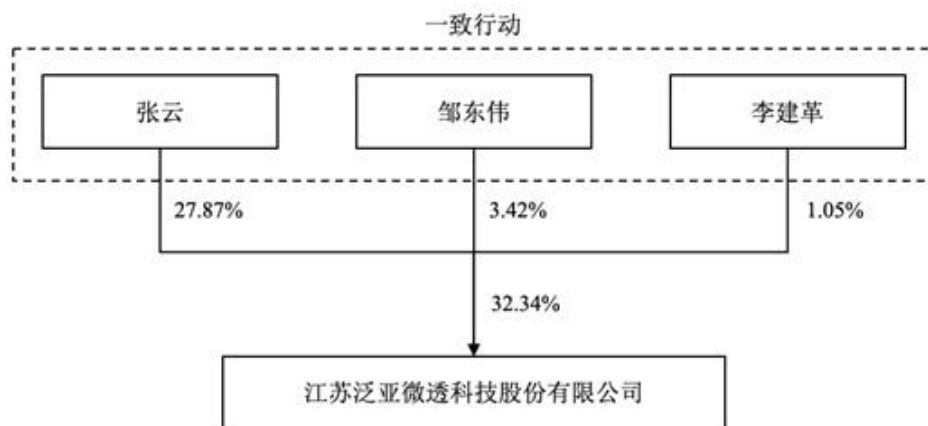 一致行动
张云
邹东伟
李建革
27.87%
3.42%
1.05%
32.34%
江苏泛亚微透科技股份有限公司